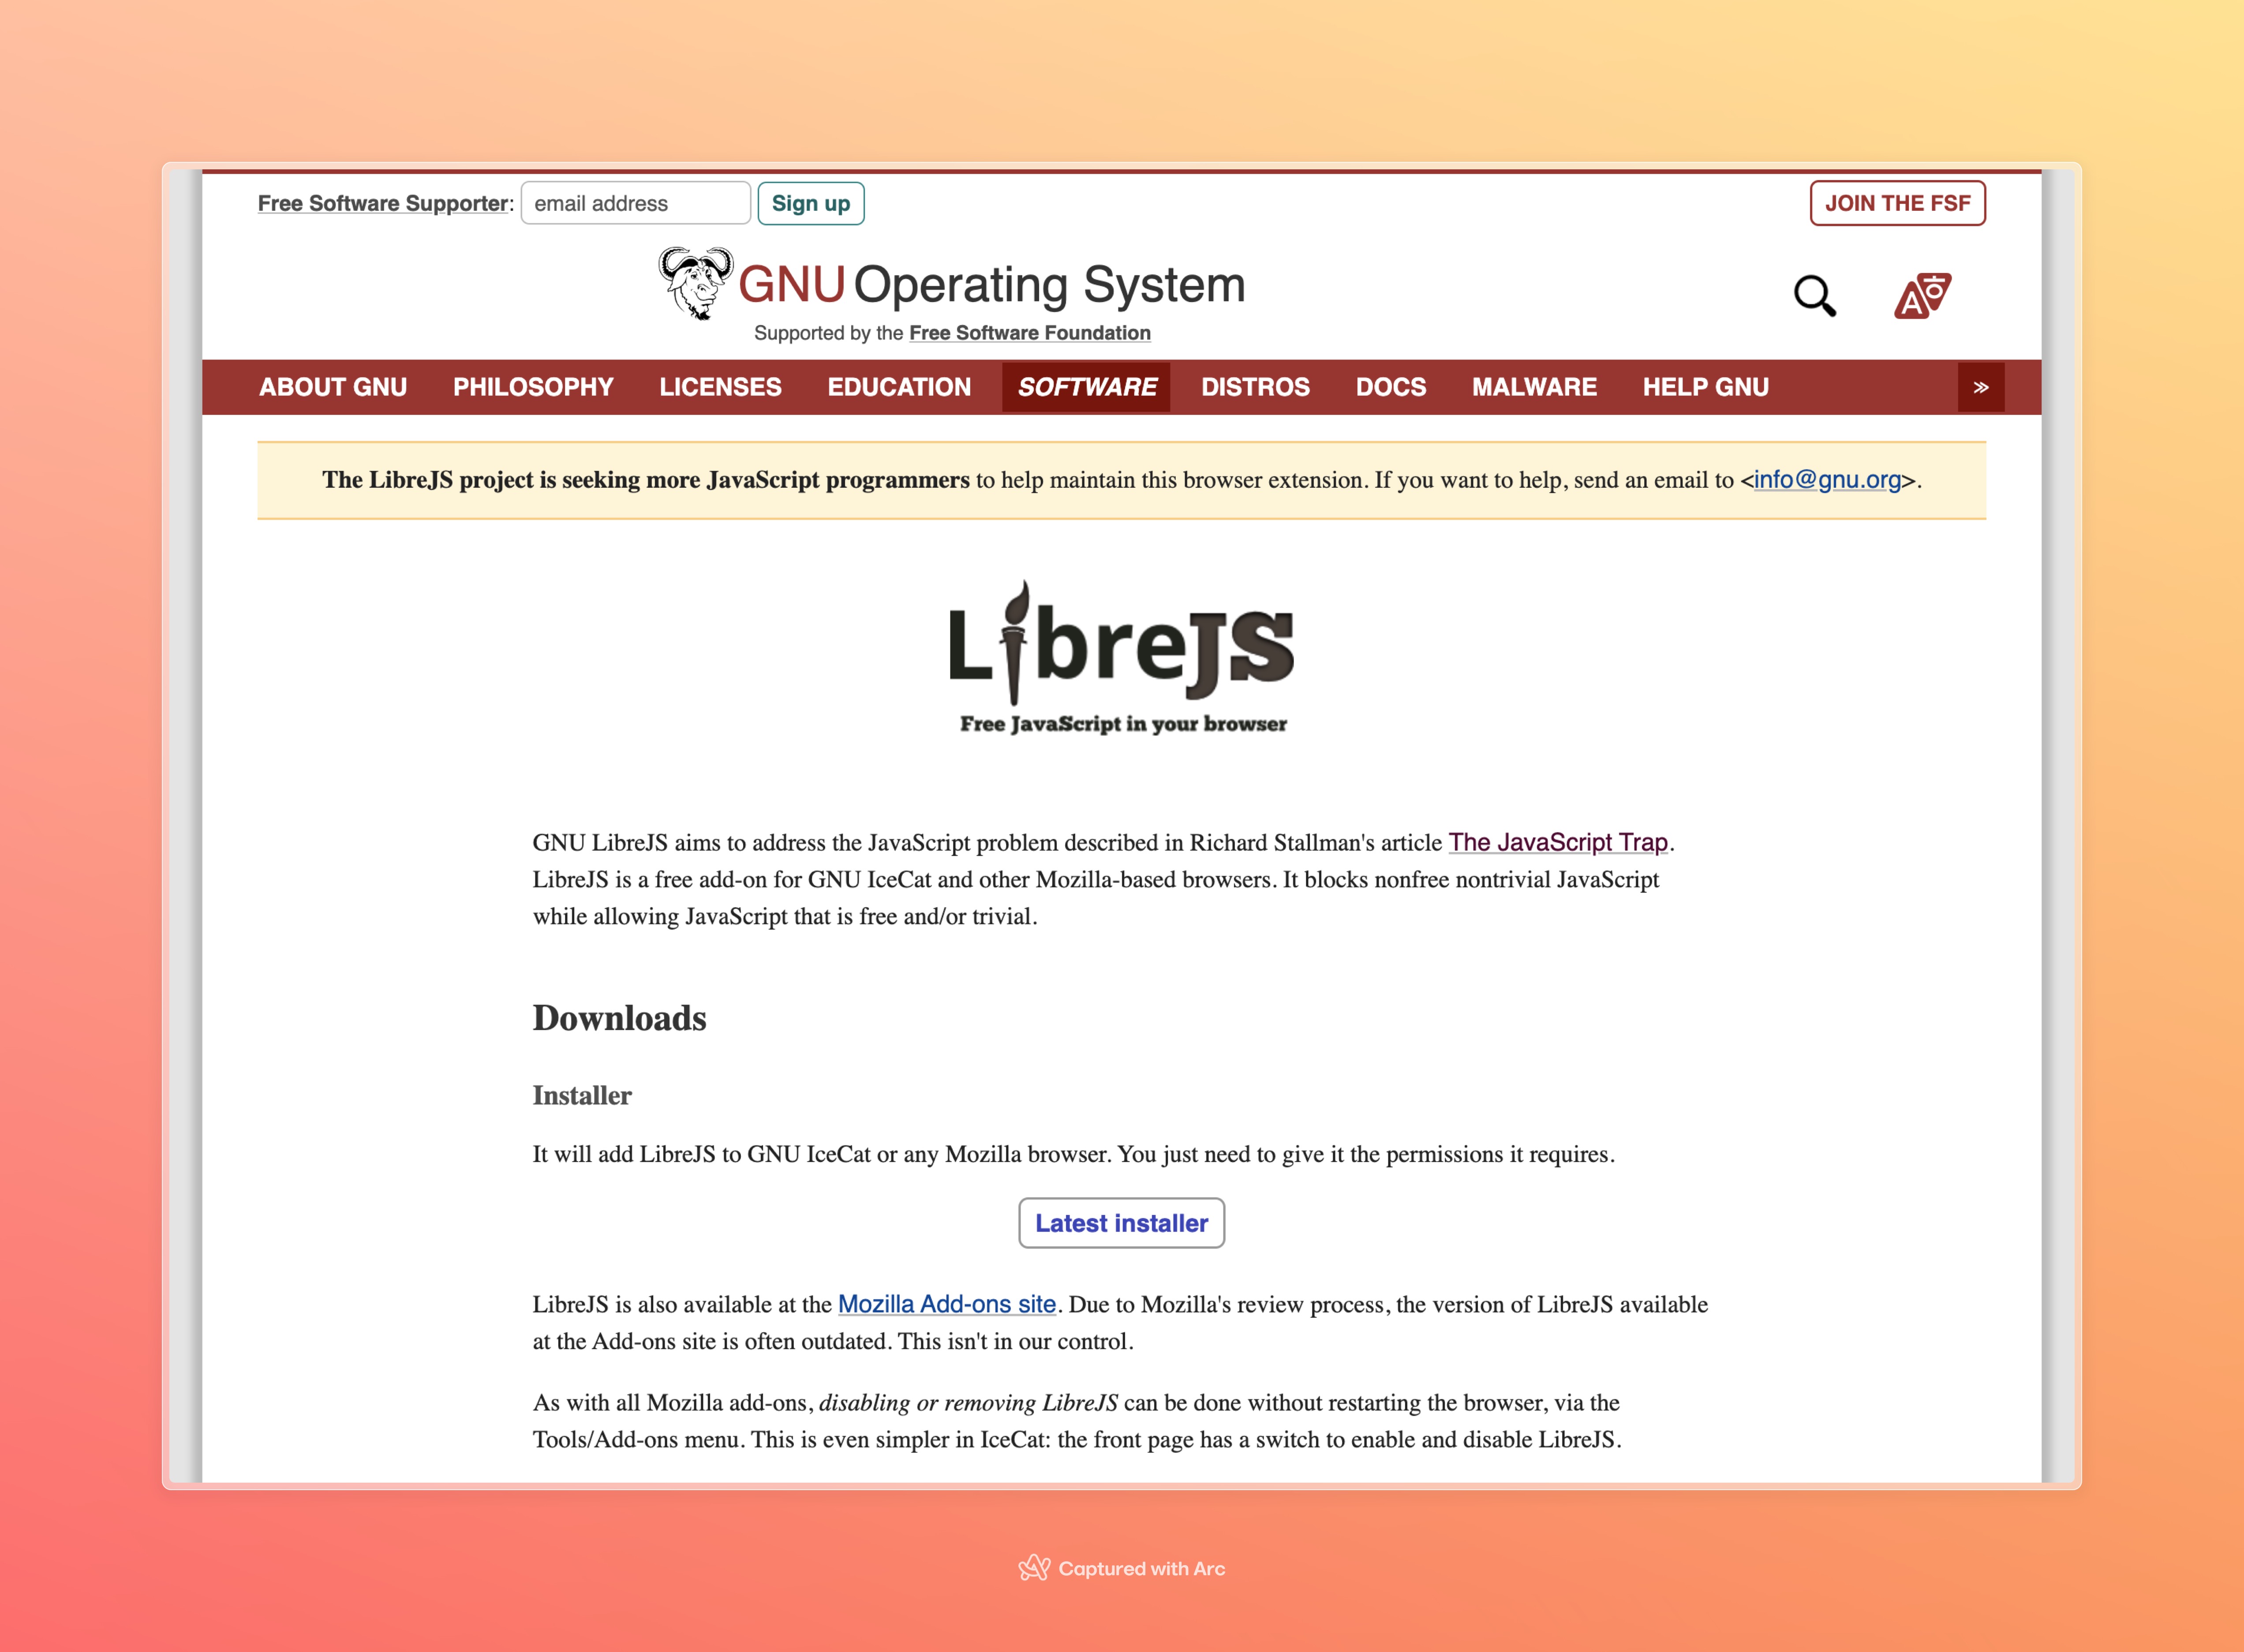 Free Software Supporter: email address Sign up JOIN THE FSF
GNU Operating System
Supported by the Free Software Foundation
A
ABOUT GNU PHILOSOPHY LICENSES EDUCATION SOFTWARE DISTROS DOCS MALWARE HELP GNU »
The LibreJS project is seeking more JavaScript programmers to help maintain this browser extension. If you want to help, send an email to <info@gnu.org>.
LibreJS
Free JavaScript in your browser
GNU LibreJS aims to address the JavaScript problem described in Richard Stallman's article The JavaScript Trap.
LibreJS is a free add-on for GNU IceCat and other Mozilla-based browsers. It blocks nonfree nontrivial JavaScript
while allowing JavaScript that is free and/or trivial.
Downloads
Installer
It will add LibreJS to GNU IceCat or any Mozilla browser. You just need to give it the permissions it requires.
Latest installer
LibreJS is also available at the Mozilla Add-ons site. Due to Mozilla's review process, the version of LibreJS available
at the Add-ons site is often outdated. This isn't in our control.
As with all Mozilla add-ons, disabling or removing LibreJS can be done without restarting the browser, via the
Tools/Add-ons menu. This is even simpler in IceCat: the front page has a switch to enable and disable LibreJS.
Captured with Arc